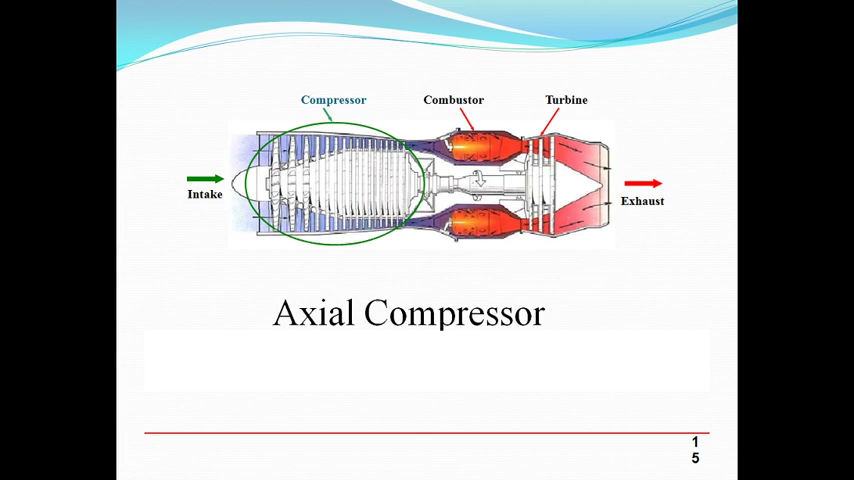 Compressor Combustor Turbine
Intake
Exhaust
Axial Compressor
1
5